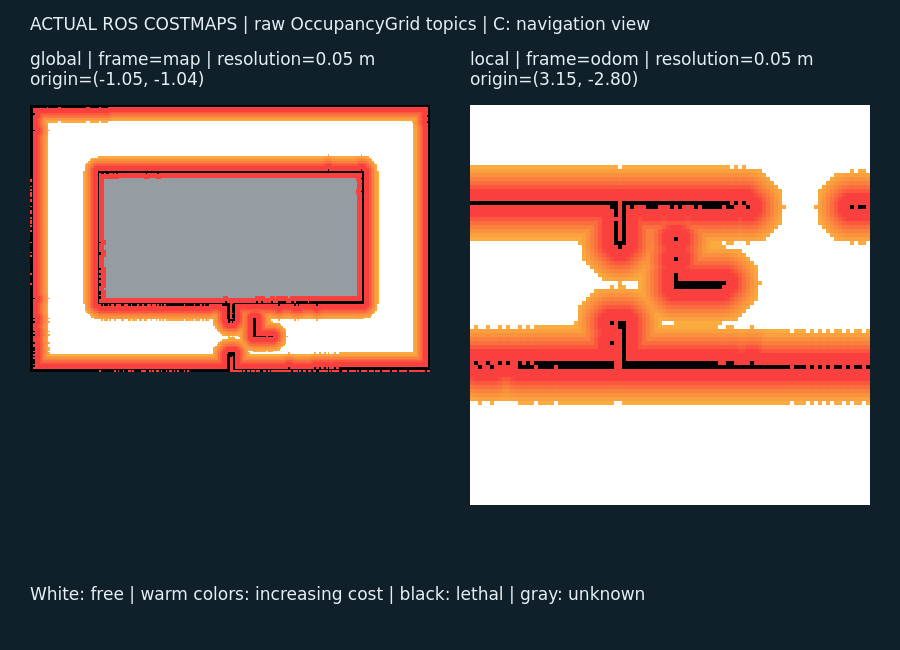 ACTUAL ROS COSTMAPS | raw OccupancyGrid topics | C: navigation view
global | frame=map | resolution=0.05 m
origin=(-1.05, -1.04)
local | frame=odom | resolution=0.05 m
origin=(3.15, -2.80)
White: free | warm colors: increasing cost | black: lethal | gray: unknown